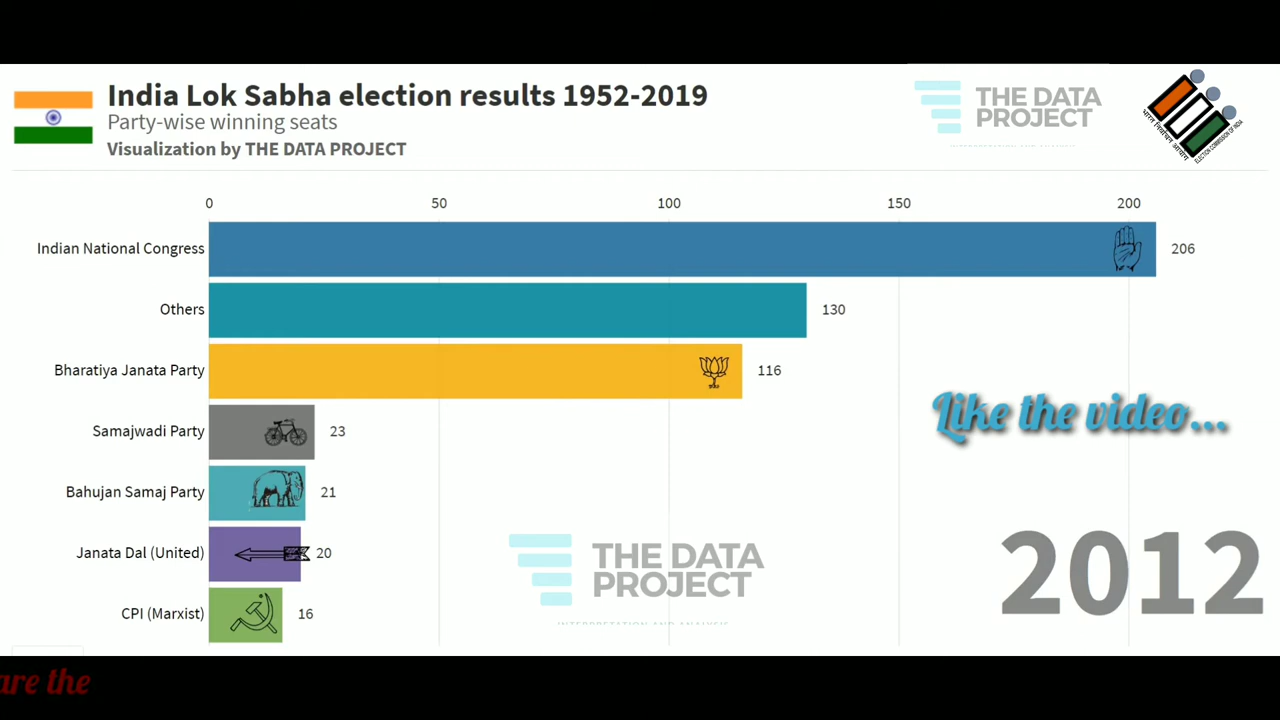 India Lok Sabha election results 1952-2019
Party-wise winning seats
Visualization by THE DATA PROJECT
THE DATA
PROJECT
0 50 100 150 200
Indian National Congress 206
Others 130
Bharatiya Janata Party 116
Samajwadi Party 23
Like the video...
Bahujan Samaj Party 21
Janata Dal (United) 20
CPI (Marxist) 16
THE DATA
PROJECT
2012
are the